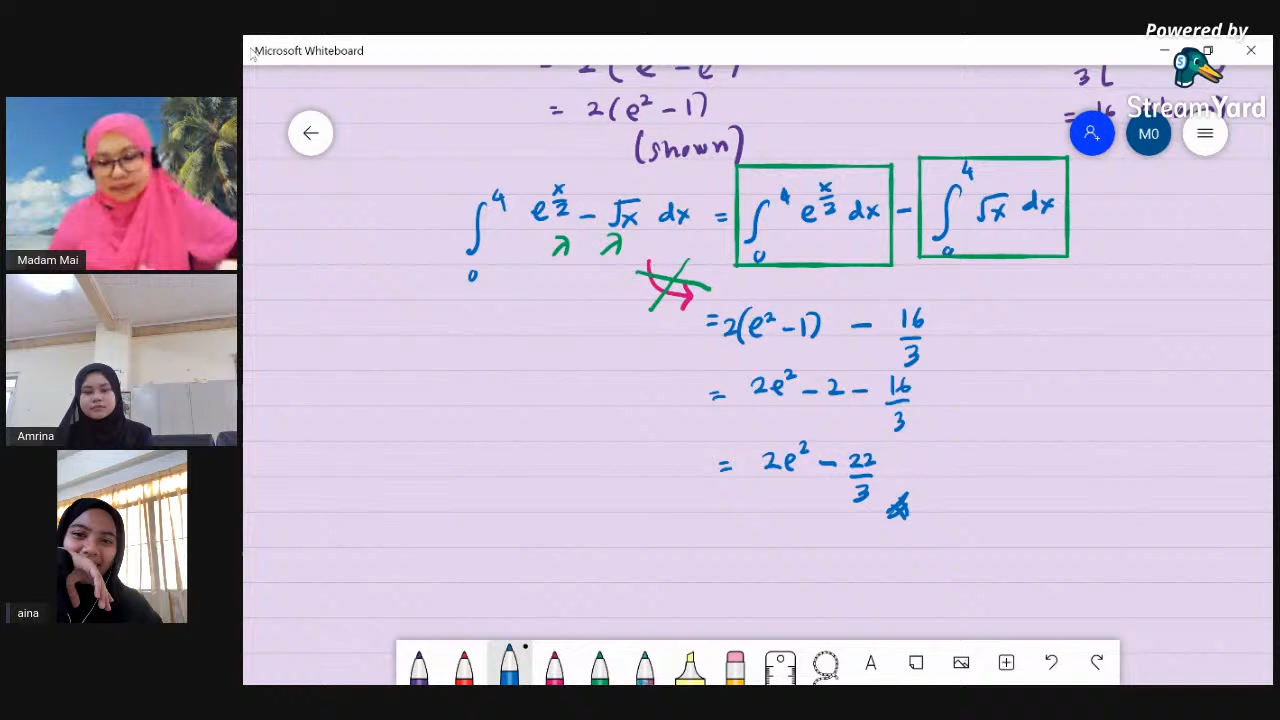 Powered by
StreamYard
Microsoft Whiteboard
= 2(e² - 1)
(shown)
∫₀⁴ e^(x/2) - √x dx = ∫₀⁴ e^(x/2) dx - ∫₀⁴ √x dx
λ λ
= 2(e² - 1) - 16/3
= 2e² - 2 - 16/3
= 2e² - 22/3
M0
Madam Mai
Amrina
aina